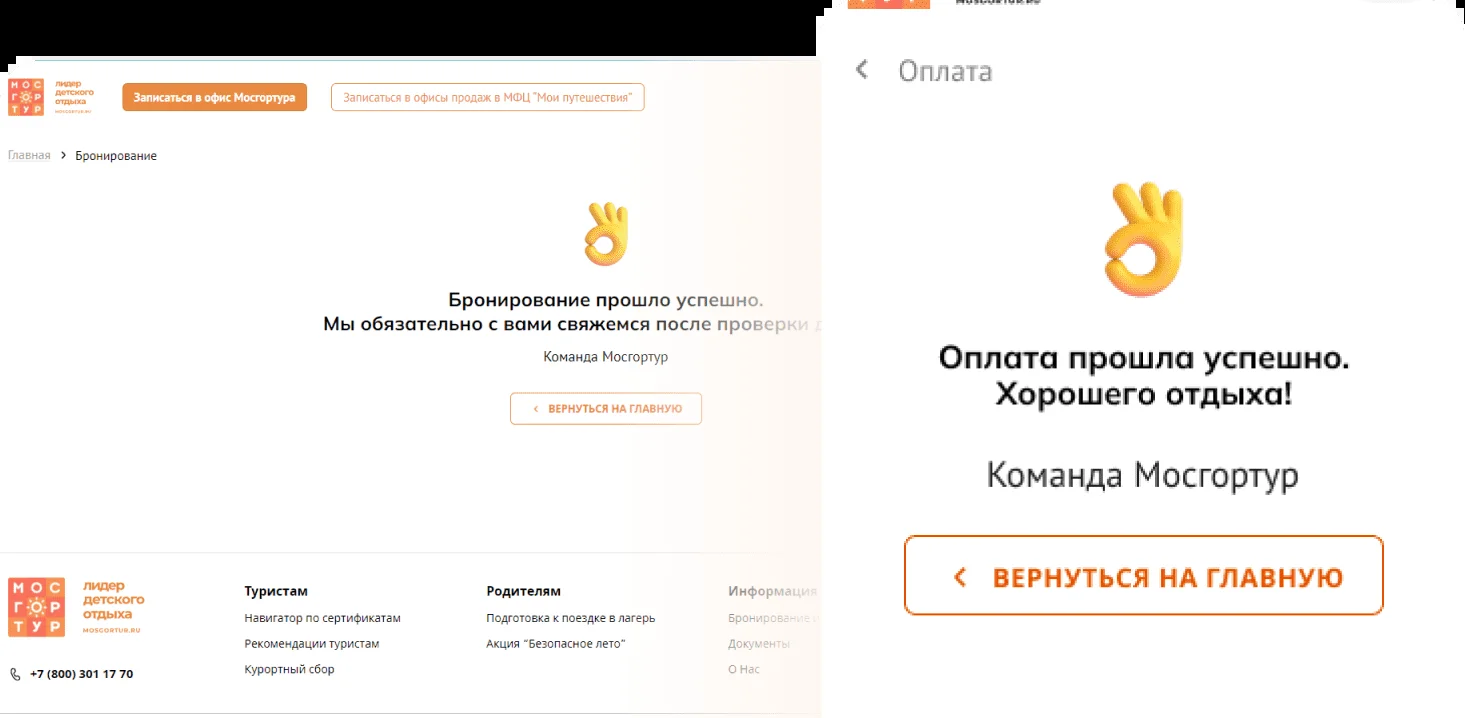 МОС
ГОР
ТУР
лидер
детского
отдыха
MOSGORTUR.RU
Записаться в офис Мосгортура
Записаться в офисы продаж в МФЦ "Мои путешествия"
Главная > Бронирование
Бронирование прошло успешно.
Мы обязательно с вами свяжемся после проверки
Команда Мосгортур
< ВЕРНУТЬСЯ НА ГЛАВНУЮ
МОС
ГОР
ТУР
лидер
детского
отдыха
MOSGORTUR.RU
+7 (800) 301 17 70
Туристам
Навигатор по сертификатам
Рекомендации туристам
Курортный сбор
Родителям
Подготовка к поездке в лагерь
Акция "Безопасное лето"
Информация
Бронирование и
Документы
О Нас
MOSGORTUR.RU
< Оплата
Оплата прошла успешно.
Хорошего отдыха!
Команда Мосгортур
< ВЕРНУТЬСЯ НА ГЛАВНУЮ